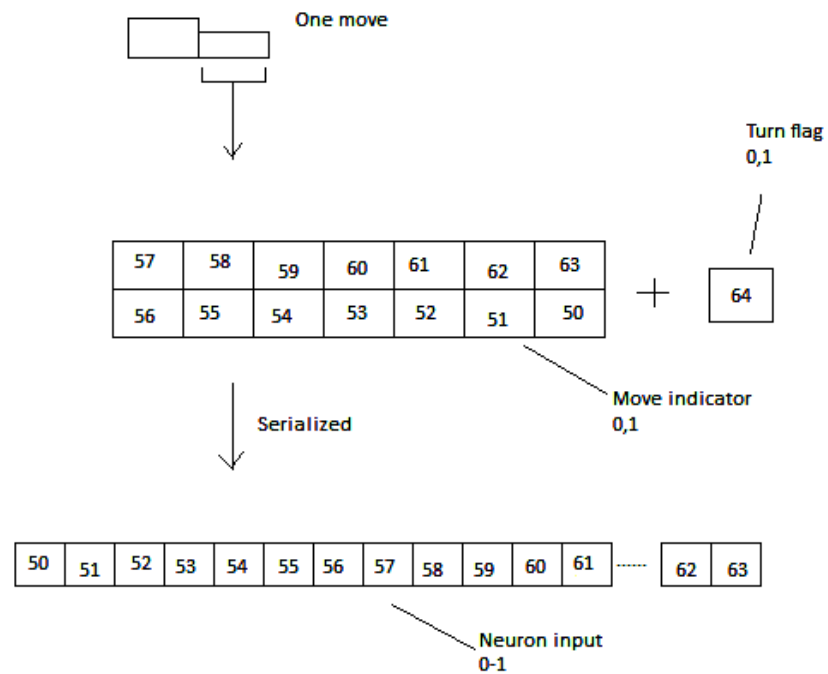 One move
Turn flag
0,1
57 58 59 60 61 62 63
56 55 54 53 52 51 50
+ 64
Move indicator
0,1
Serialized
50 51 52 53 54 55 56 57 58 59 60 61 ...... 62 63
Neuron input
0-1